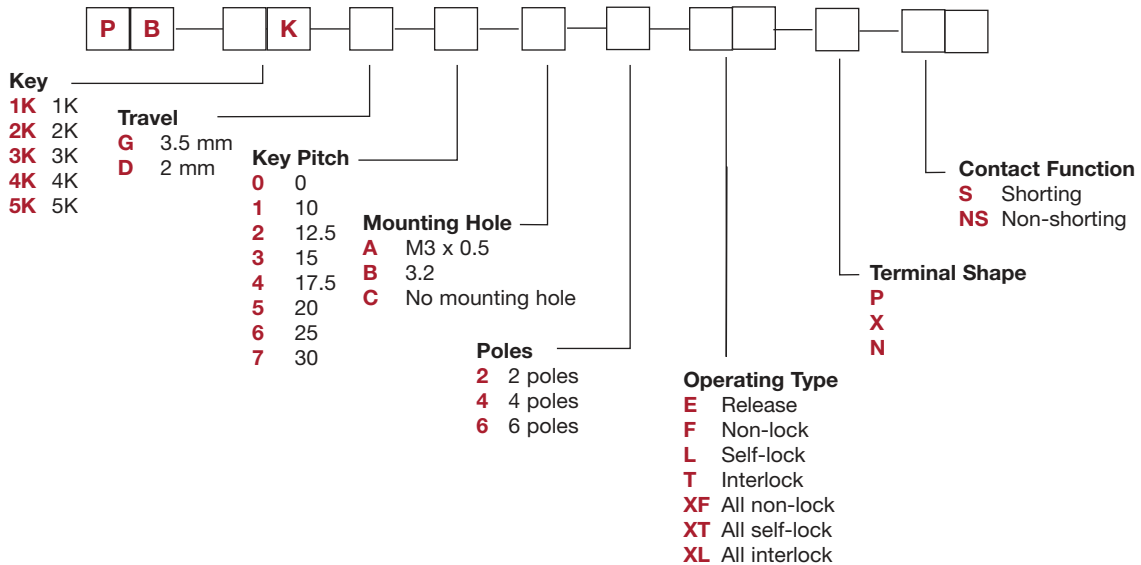 P B K
Key
1K 1K
2K 2K
3K 3K
4K 4K
5K 5K
Travel
G 3.5 mm
D 2 mm
Key Pitch
0 0
1 10
2 12.5
3 15
4 17.5
5 20
6 25
7 30
Mounting Hole
A M3 x 0.5
B 3.2
C No mounting hole
Poles
2 2 poles
4 4 poles
6 6 poles
Operating Type
E Release
F Non-lock
L Self-lock
T Interlock
XF All non-lock
XT All self-lock
XL All interlock
Terminal Shape
P
X
N
Contact Function
S Shorting
NS Non-shorting